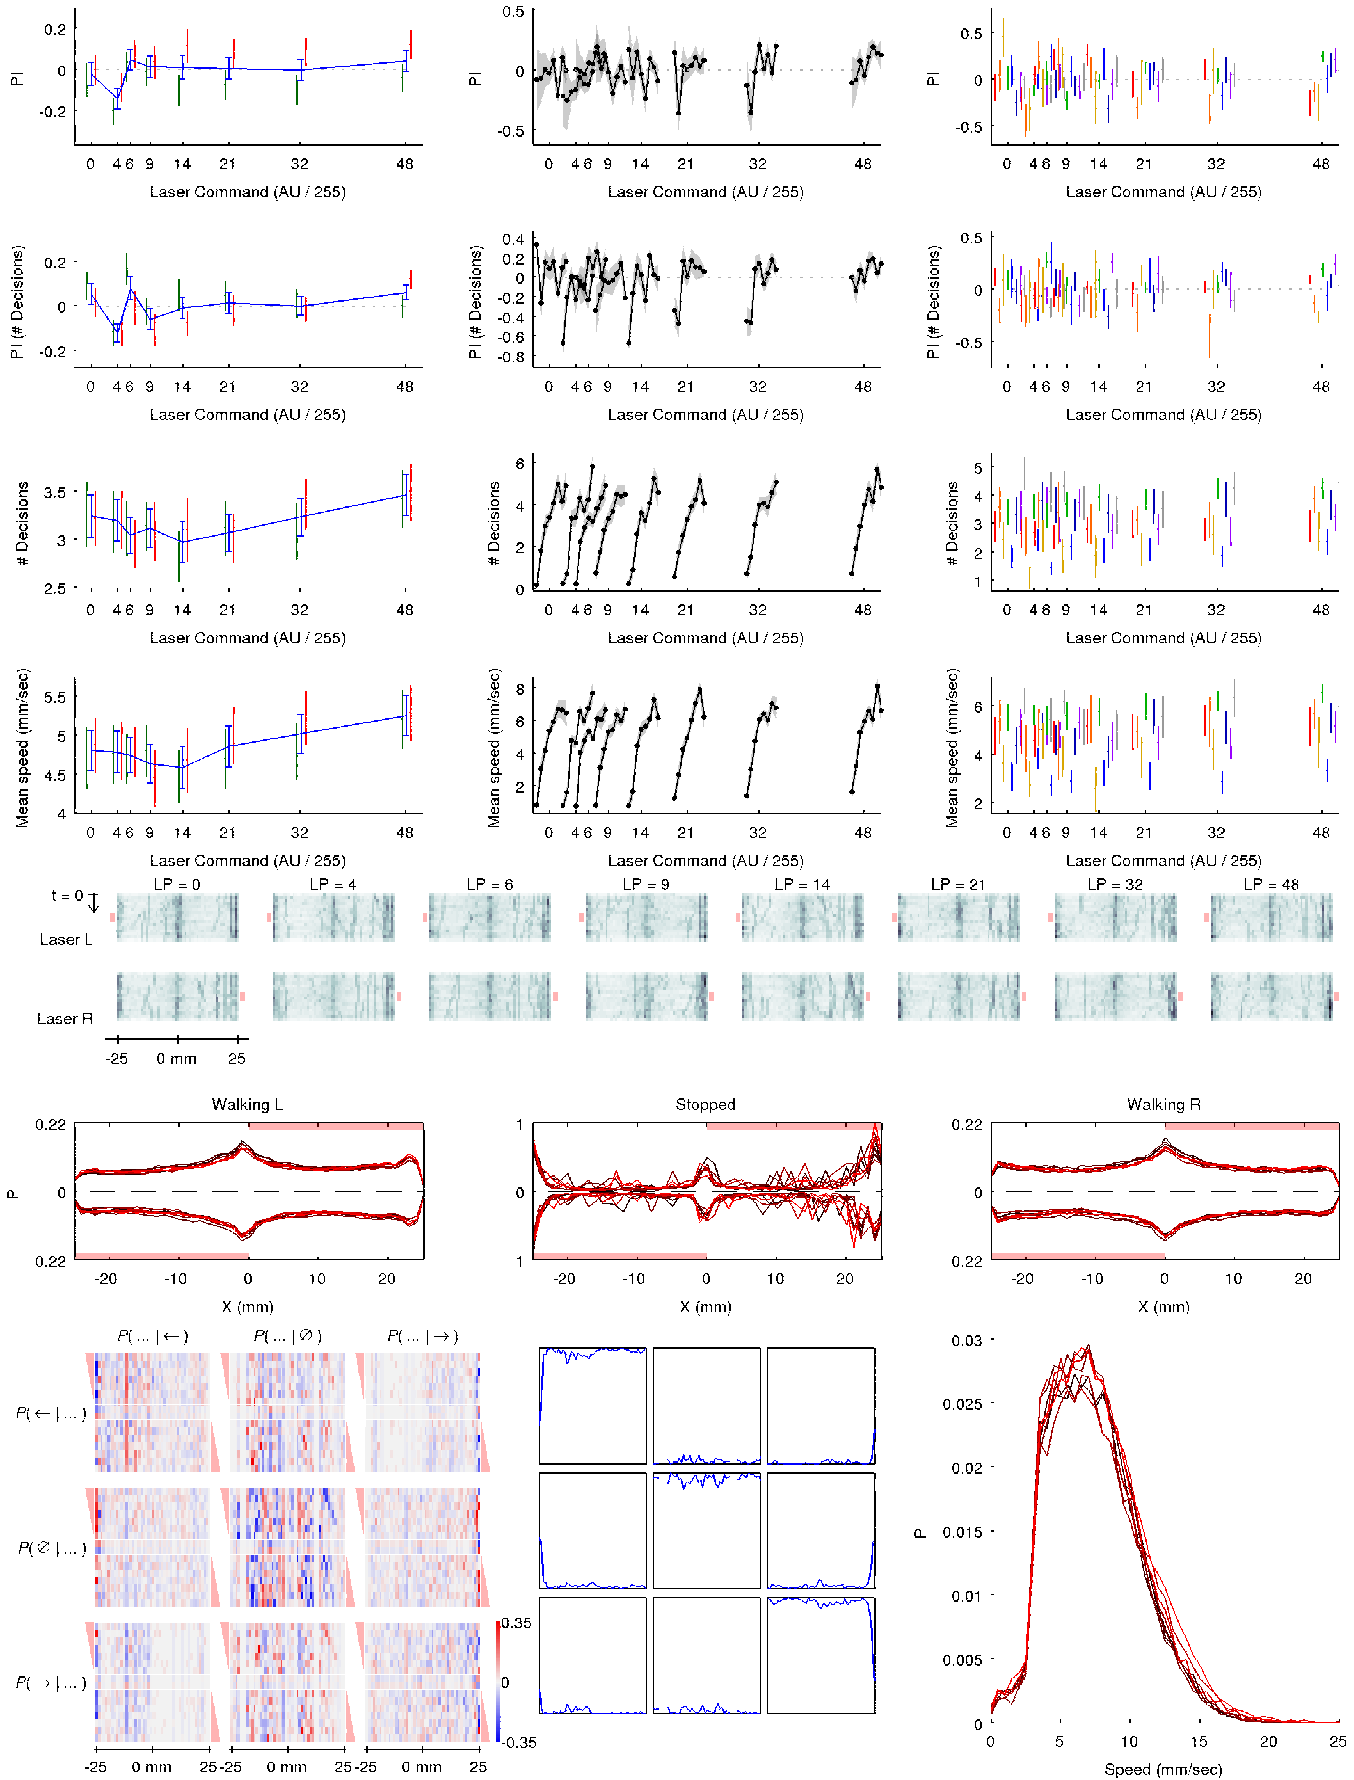 PI
0.2
0
-0.2
0 4 6 9 14 21 32 48
Laser Command (AU / 255)
0.5
0
-0.5
0 4 6 9 14 21 32 48
Laser Command (AU / 255)
PI
0.5
0
-0.5
0 4 6 9 14 21 32 48
Laser Command (AU / 255)
PI
PI (# Decisions)
0.2
0
-0.2
0 4 6 9 14 21 32 48
Laser Command (AU / 255)
PI (# Decisions)
0.4
0.2
0
-0.2
-0.4
-0.6
-0.8
0 4 6 9 14 21 32 48
Laser Command (AU / 255)
PI (# Decisions)
0.5
0
-0.5
0 4 6 9 14 21 32 48
Laser Command (AU / 255)
# Decisions
3.5
3
2.5
0 4 6 9 14 21 32 48
Laser Command (AU / 255)
# Decisions
6
4
2
0
0 4 6 9 14 21 32 48
Laser Command (AU / 255)
# Decisions
5
4
3
2
1
0 4 6 9 14 21 32 48
Laser Command (AU / 255)
Mean speed (mm/sec)
5.5
5
4.5
4
0 4 6 9 14 21 32 48
Laser Command (AU / 255)
Mean speed (mm/sec)
8
6
4
2
0 4 6 9 14 21 32 48
Laser Command (AU / 255)
Mean speed (mm/sec)
6
4
2
0 4 6 9 14 21 32 48
Laser Command (AU / 255)
LP = 0 LP = 4 LP = 6 LP = 9 LP = 14 LP = 21 LP = 32 LP = 48
t = 0
Laser L
Laser R
-25 0 mm 25
Walking L
P
0.22
0
0.22
-20 -10 0 10 20
X (mm)
Stopped
1
0
1
-20 -10 0 10 20
X (mm)
Walking R
0.22
0
0.22
-20 -10 0 10 20
X (mm)
P( ... | ← ) P( ... | ∅ ) P( ... | → )
P( ← | ... )
P( ∅ | ... )
P( → | ... )
0.35
0
-0.35
-25 0 mm 25 -25 0 mm 25 -25 0 mm 25
P
0.03
0.025
0.02
0.015
0.01
0.005
0
0 5 10 15 20 25
Speed (mm/sec)